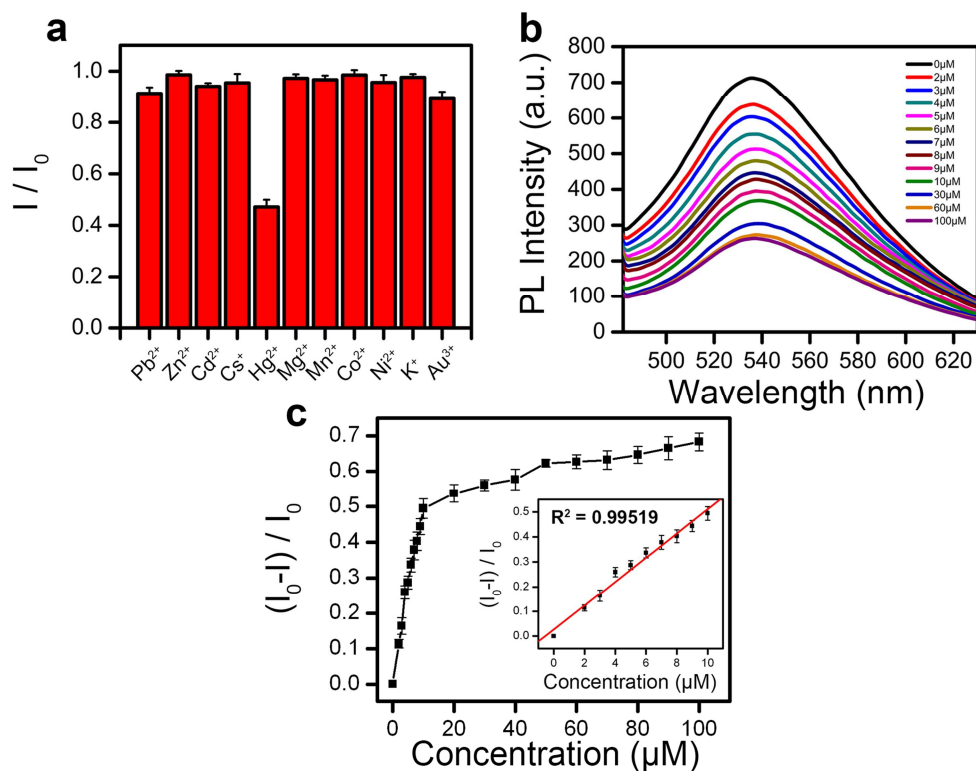 a
I / I₀
1.0
0.8
0.6
0.4
0.2
0.0
Pb²⁺ Zn²⁺ Cd²⁺ Cs⁺ Hg²⁺ Mg²⁺ Mn²⁺ Co²⁺ Ni²⁺ K⁺ Au³⁺
b
PL Intensity (a.u.)
800
700
600
500
400
300
200
100
0
500 520 540 560 580 600 620
Wavelength (nm)
0μM
2μM
3μM
4μM
5μM
6μM
7μM
8μM
9μM
10μM
30μM
60μM
100μM
c
(I₀-I) / I₀
0.7
0.6
0.5
0.4
0.3
0.2
0.1
0.0
0 20 40 60 80 100
Concentration (μM)
R² = 0.99519
(I₀-I) / I₀
0.5
0.4
0.3
0.2
0.1
0.0
0 2 4 6 8 10
Concentration (μM)